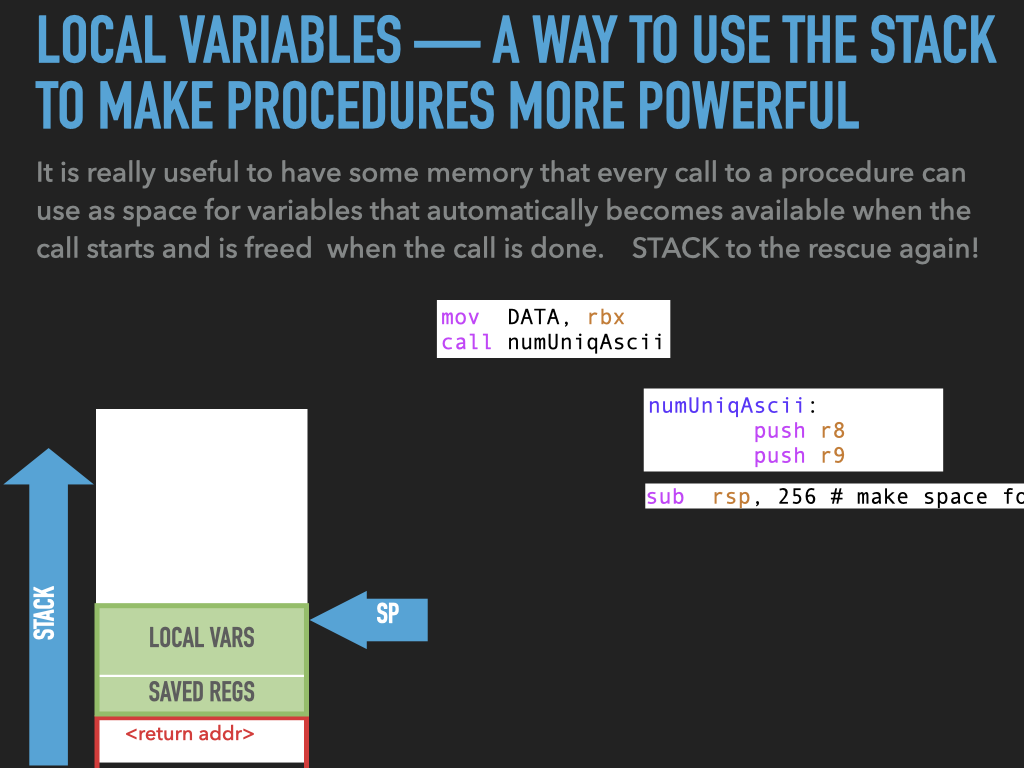 LOCAL VARIABLES — A WAY TO USE THE STACK
TO MAKE PROCEDURES MORE POWERFUL
It is really useful to have some memory that every call to a procedure can
use as space for variables that automatically becomes available when the
call starts and is freed when the call is done. STACK to the rescue again!
mov DATA, rbx
call numUniqAscii
numUniqAscii:
push r8
push r9
sub rsp, 256 # make space fo
STACK
SP
LOCAL VARS
SAVED REGS
<return addr>